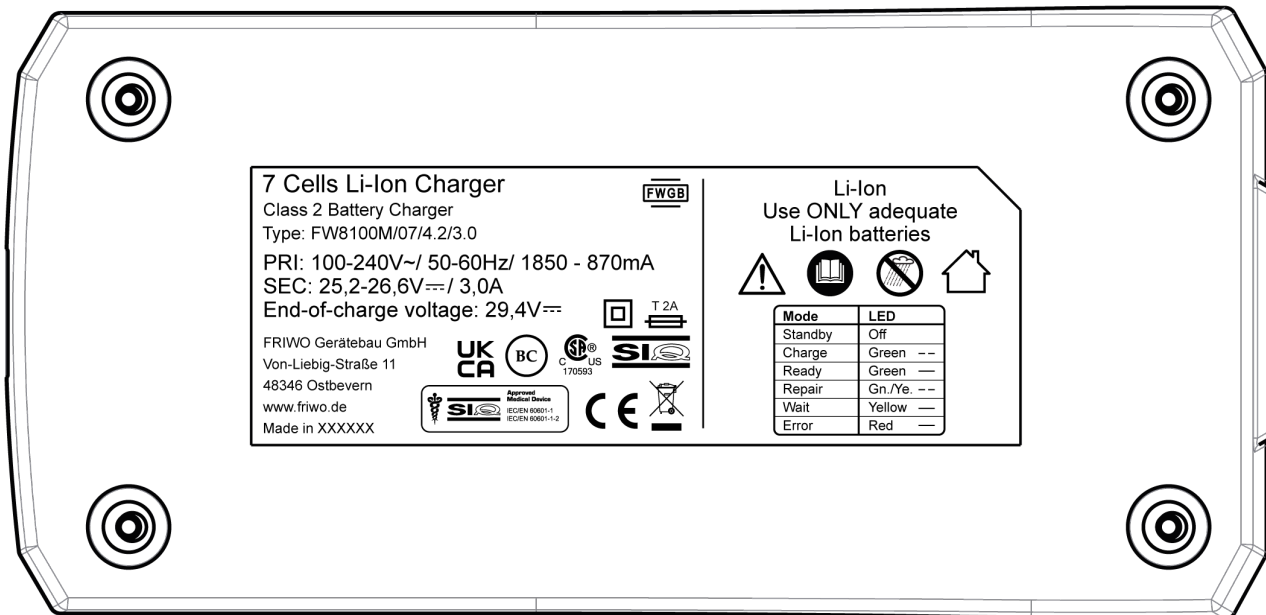 7 Cells Li-Ion Charger
Class 2 Battery Charger
Type: FW8100M/07/4.2/3.0
FWGB
PRI: 100-240V~/ 50-60Hz/ 1850 - 870mA
SEC: 25,2-26,6V⎓/ 3,0A
End-of-charge voltage: 29,4V⎓
T 2A
FRIWO Gerätebau GmbH
Von-Liebig-Straße 11
48346 Ostbevern
www.friwo.de
Made in XXXXXX
UK
CA
BC
C SA ® US
170593
SIQ
SIQ
Approved
Medical Device
IEC/EN 60601-1
IEC/EN 60601-1-2
CE
Li-Ion
Use ONLY adequate
Li-Ion batteries
Mode LED
Standby Off
Charge Green – –
Ready Green —
Repair Gn./Ye. – –
Wait Yellow —
Error Red —